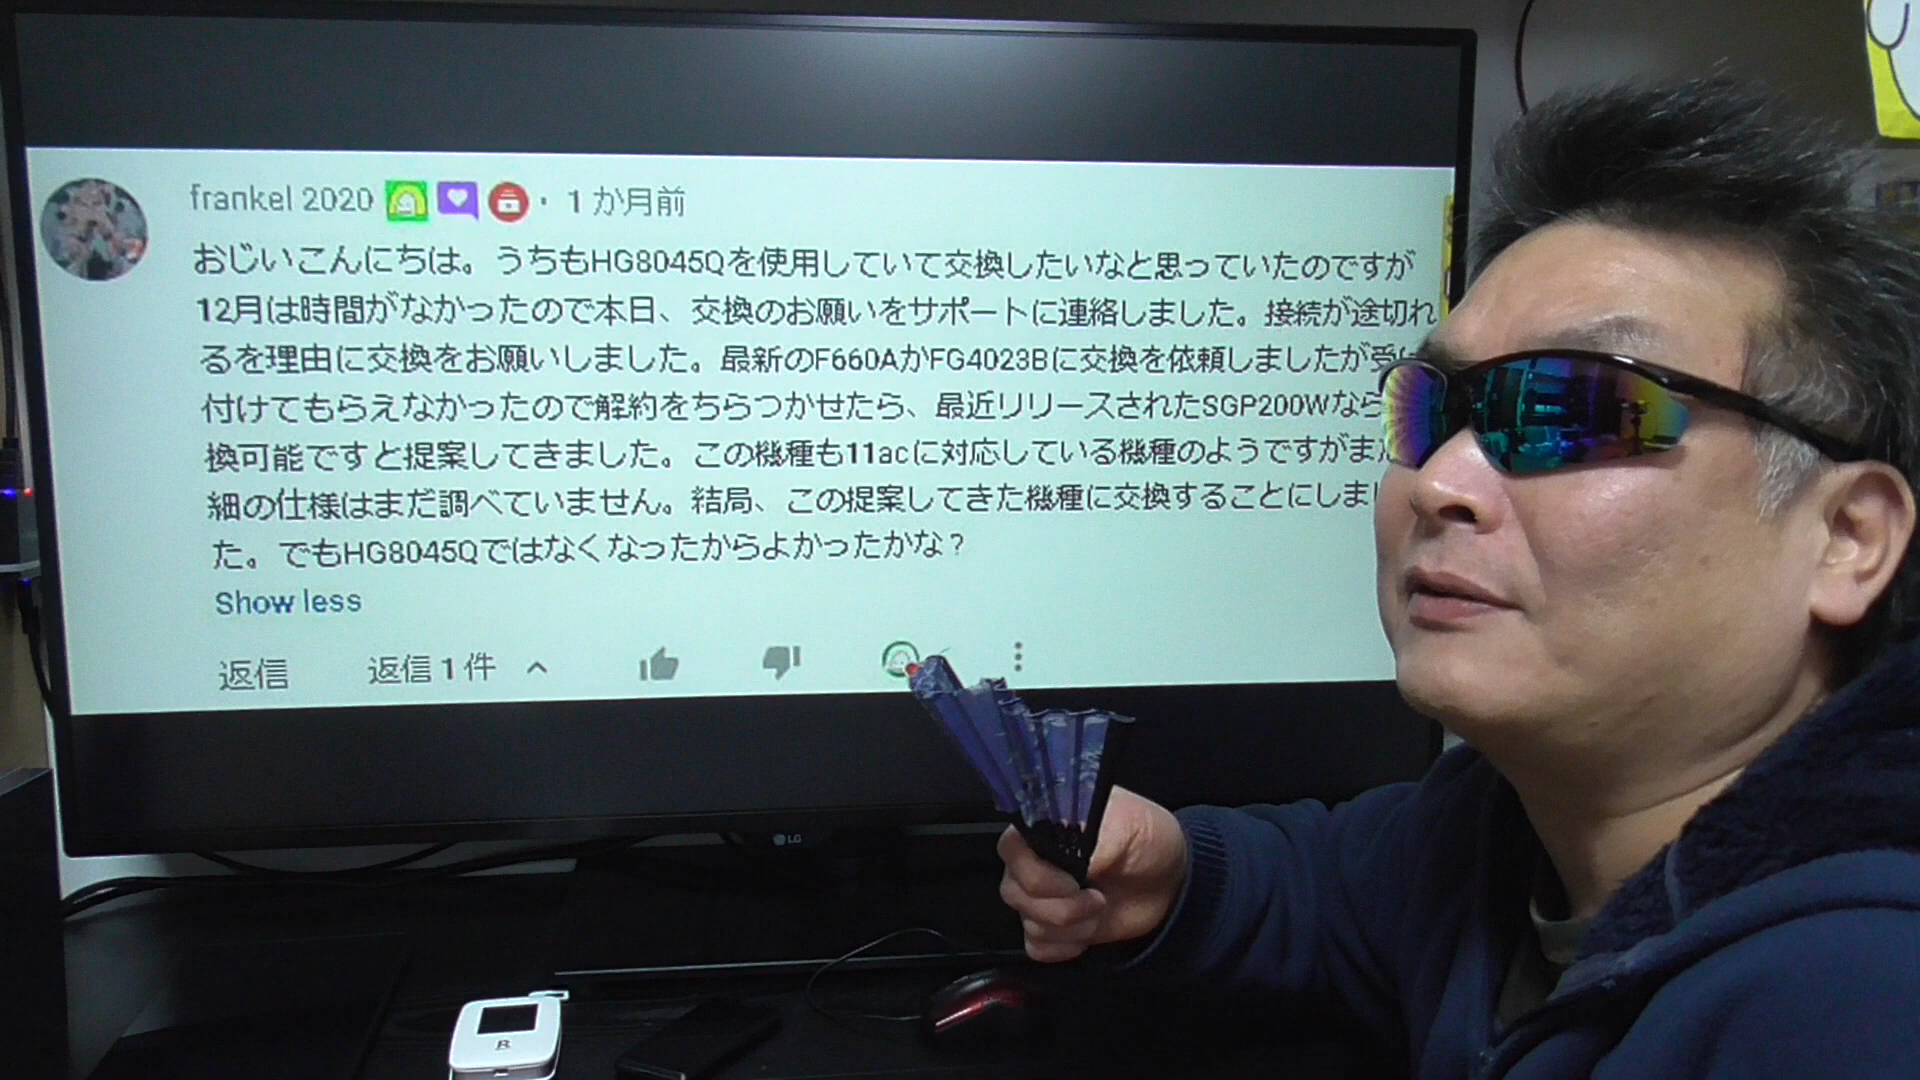 frankel 2020 ・ 1 か月前
おじいこんにちは。うちもHG8045Qを使用していて交換したいなと思っていたのですが
12月は時間がなかったので本日、交換のお願いをサポートに連絡しました。接続が途切れ
るを理由に交換をお願いしました。最新のF660AかFG4023Bに交換を依頼しましたが受け
付けてもらえなかったので解約をちらつかせたら、最近リリースされたSGP200Wなら
換可能ですと提案してきました。この機種も11acに対応している機種のようですがまだ
細の仕様はまだ調べていません。結局、この提案してきた機種に交換することにしまし
た。でもHG8045Qではなくなったからよかったかな？
Show less
返信 返信 1 件
LG
R